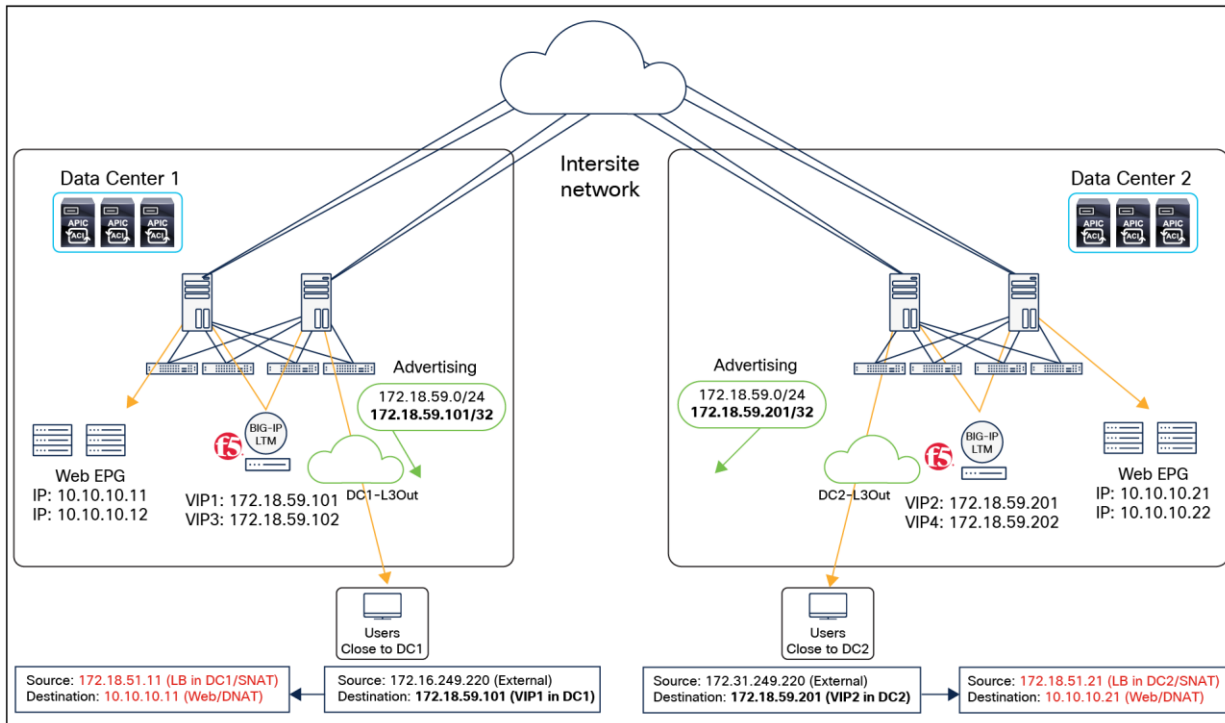 Intersite
network
Data Center 1
APIC
ACI
APIC
ACI
APIC
ACI
Advertising
172.18.59.0/24
172.18.59.101/32
Web EPG
IP: 10.10.10.11
IP: 10.10.10.12
f5
BIG-IP
LTM
VIP1: 172.18.59.101
VIP3: 172.18.59.102
DC1-L3Out
Users
Close to DC1
Source: 172.18.51.11 (LB in DC1/SNAT)
Destination: 10.10.10.11 (Web/DNAT)
Source: 172.16.249.220 (External)
Destination: 172.18.59.101 (VIP1 in DC1)
Data Center 2
APIC
ACI
APIC
ACI
APIC
ACI
Advertising
172.18.59.0/24
172.18.59.201/32
DC2-L3Out
f5
BIG-IP
LTM
VIP2: 172.18.59.201
VIP4: 172.18.59.202
Web EPG
IP: 10.10.10.21
IP: 10.10.10.22
Users
Close to DC2
Source: 172.31.249.220 (External)
Destination: 172.18.59.201 (VIP2 in DC2)
Source: 172.18.51.21 (LB in DC2/SNAT)
Destination: 10.10.10.21 (Web/DNAT)